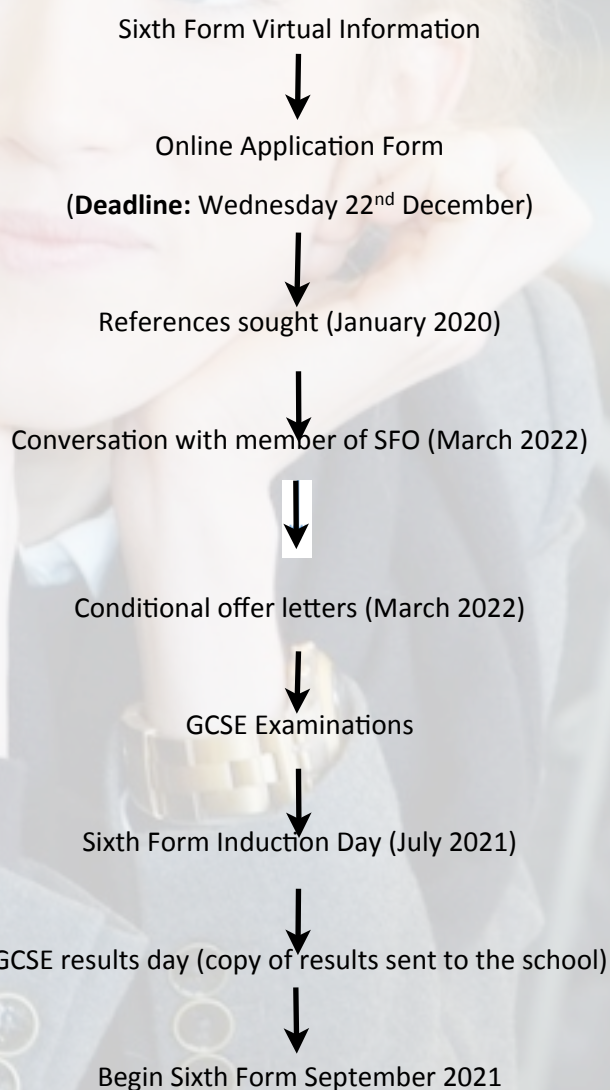 Sixth Form Virtual Information
Online Application Form
(Deadline: Wednesday 22nd December)
References sought (January 2020)
Conversation with member of SFO (March 2022)
Conditional offer letters (March 2022)
GCSE Examinations
Sixth Form Induction Day (July 2021)
GCSE results day (copy of results sent to the school)
Begin Sixth Form September 2021